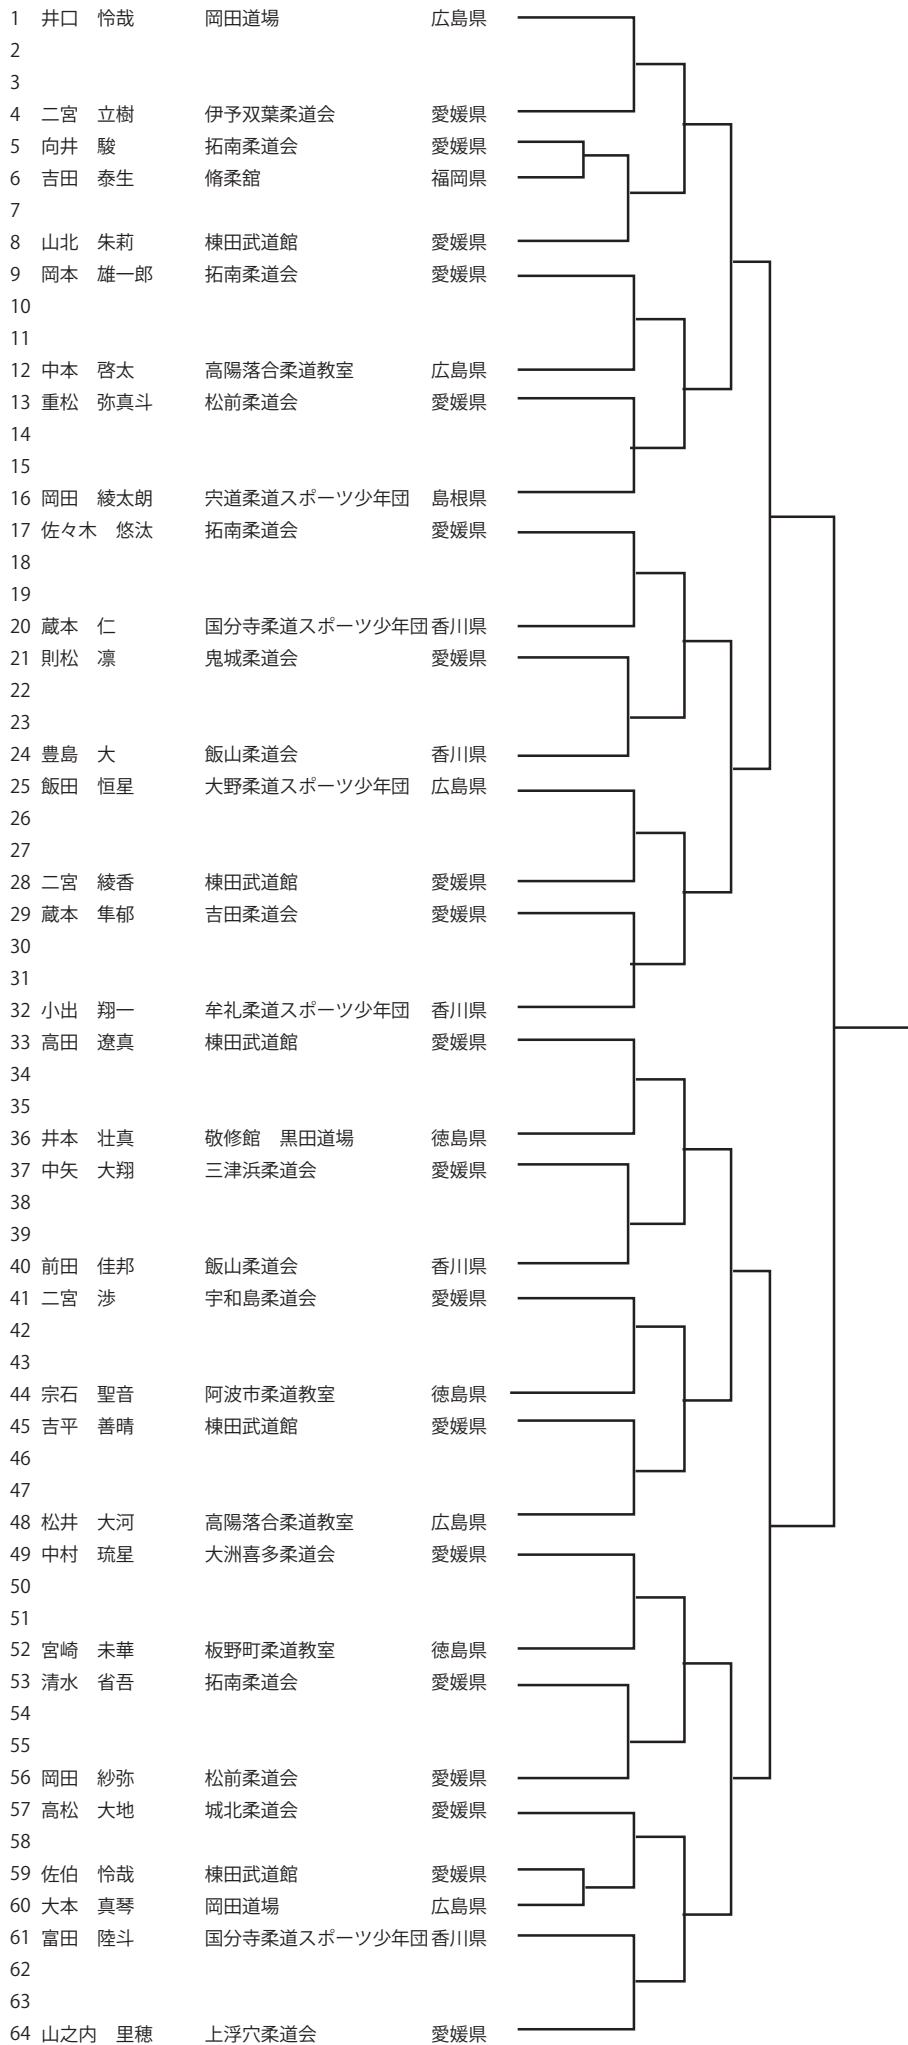 1 井口　怜哉 岡田道場 広島県
2
3
4 二宮　立樹 伊予双葉柔道会 愛媛県
5 向井　駿 拓南柔道会 愛媛県
6 吉田　泰生 脩柔舘 福岡県
7
8 山北　朱莉 棟田武道館 愛媛県
9 岡本　雄一郎 拓南柔道会 愛媛県
10
11
12 中本　啓太 高陽落合柔道教室 広島県
13 重松　弥真斗 松前柔道会 愛媛県
14
15
16 岡田　綾太朗 宍道柔道スポーツ少年団 島根県
17 佐々木　悠汰 拓南柔道会 愛媛県
18
19
20 蔵本　仁 国分寺柔道スポーツ少年団 香川県
21 則松　凛 鬼城柔道会 愛媛県
22
23
24 豊島　大 飯山柔道会 香川県
25 飯田　恒星 大野柔道スポーツ少年団 広島県
26
27
28 二宮　綾香 棟田武道館 愛媛県
29 蔵本　隼郁 吉田柔道会 愛媛県
30
31
32 小出　翔一 牟礼柔道スポーツ少年団 香川県
33 高田　遼真 棟田武道館 愛媛県
34
35
36 井本　壮真 敬修館　黒田道場 徳島県
37 中矢　大翔 三津浜柔道会 愛媛県
38
39
40 前田　佳邦 飯山柔道会 香川県
41 二宮　渉 宇和島柔道会 愛媛県
42
43
44 宗石　聖音 阿波市柔道教室 徳島県
45 吉平　善晴 棟田武道館 愛媛県
46
47
48 松井　大河 高陽落合柔道教室 広島県
49 中村　琉星 大洲喜多柔道会 愛媛県
50
51
52 宮崎　未華 板野町柔道教室 徳島県
53 清水　省吾 拓南柔道会 愛媛県
54
55
56 岡田　紗弥 松前柔道会 愛媛県
57 高松　大地 城北柔道会 愛媛県
58
59 佐伯　怜哉 棟田武道館 愛媛県
60 大本　真琴 岡田道場 広島県
61 富田　陸斗 国分寺柔道スポーツ少年団 香川県
62
63
64 山之内　里穂 上浮穴柔道会 愛媛県